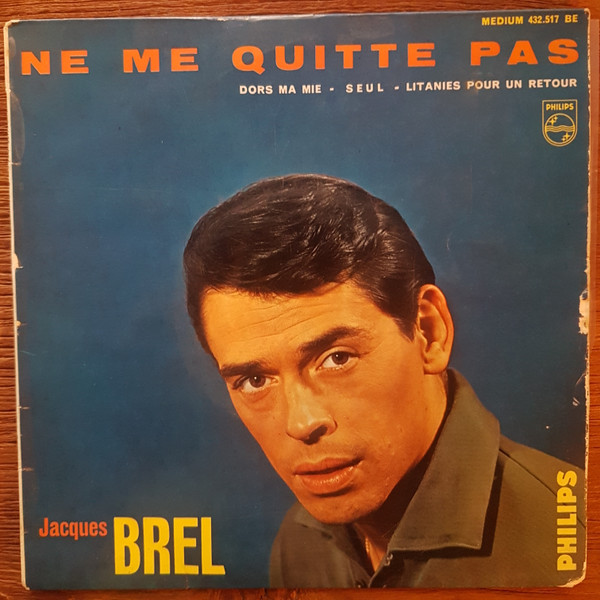 MEDIUM 432.517 BE
NE ME QUITTE PAS
DORS MA MIE - SEUL - LITANIES POUR UN RETOUR
PHILIPS
Jacques BREL
PHILIPS